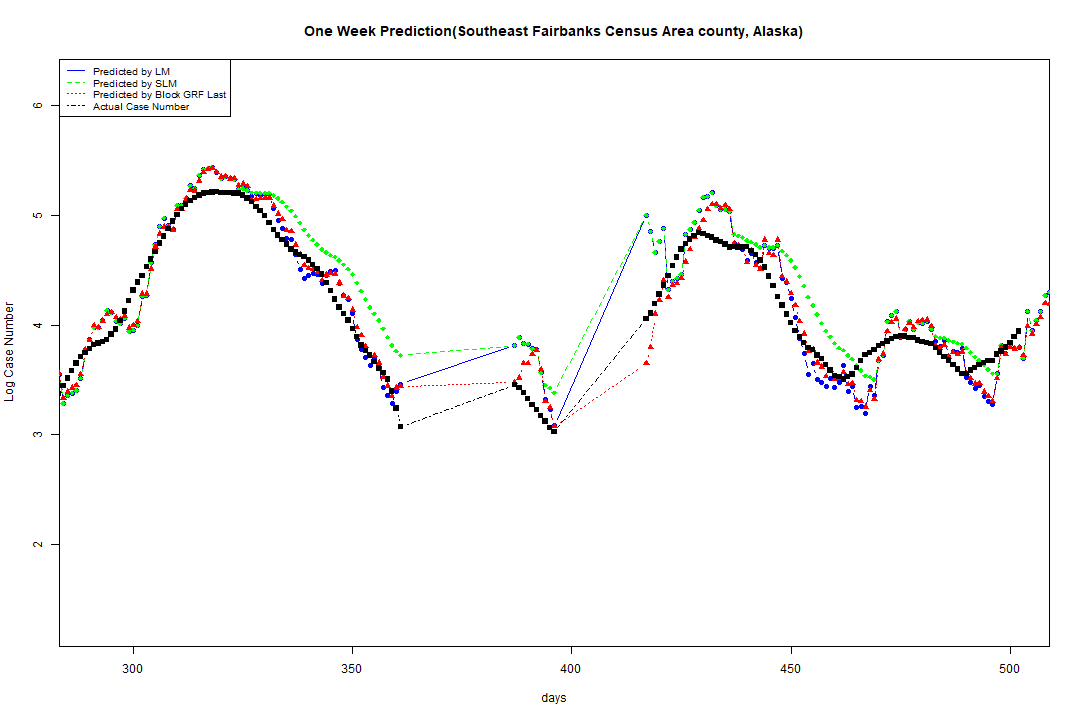 One Week Prediction(Southeast Fairbanks Census Area county, Alaska)
Predicted by LM
Predicted by SLM
Predicted by Block GRF Last
Actual Case Number
6
5
4
3
2
Log Case Number
300 350 400 450 500
days